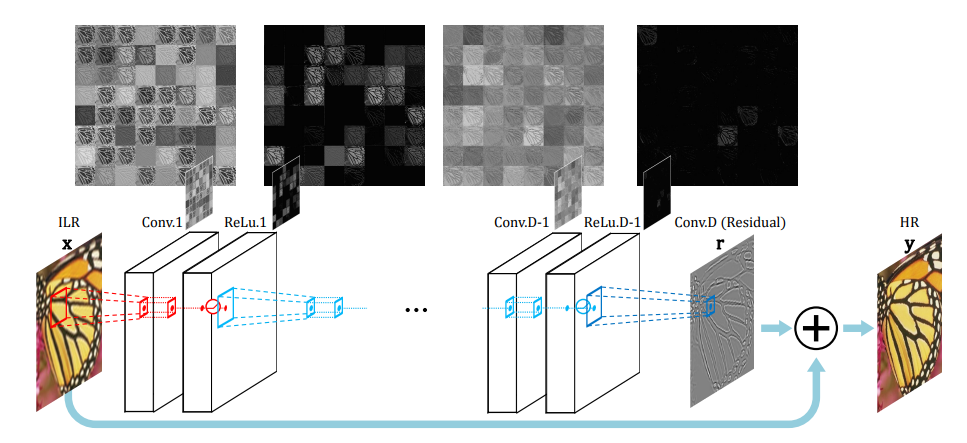 ILR
x
Conv.1
ReLu.1
...
Conv.D-1
ReLu.D-1
Conv.D (Residual)
r
HR
y
+